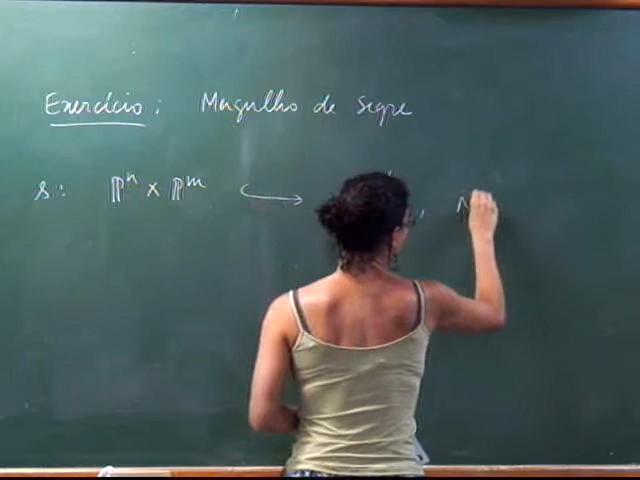 Exercício: Mergulho de Segre
s: ℙⁿ × ℙᵐ ↪ , N